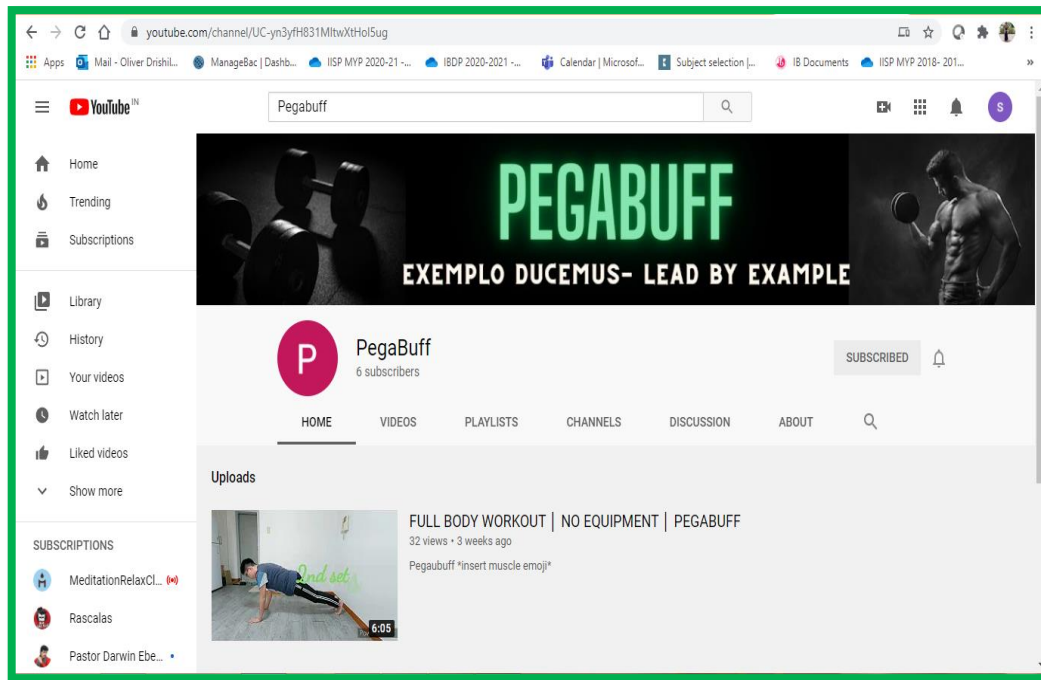 youtube.com/channel/UC-yn3yfH831MItwXtHoI5ug
Apps Mail - Oliver Drishil... ManageBac | Dashb... IISP MYP 2020-21 -... IBDP 2020-2021 -... Calendar | Microsof... Subject selection |... IB Documents IISP MYP 2018- 201... »
YouTube IN Pegabuff S
Home
Trending
Subscriptions
Library
History
Your videos
Watch later
Liked videos
Show more
SUBSCRIPTIONS
MeditationRelaxCl...
Rascalas
Pastor Darwin Ebe...
PEGABUFF
EXEMPLO DUCEMUS- LEAD BY EXAMPLE
P
PegaBuff
6 subscribers
SUBSCRIBED
HOME VIDEOS PLAYLISTS CHANNELS DISCUSSION ABOUT
Uploads
2nd set
6:05
FULL BODY WORKOUT | NO EQUIPMENT | PEGABUFF
32 views • 3 weeks ago
Pegaubuff *insert muscle emoji*